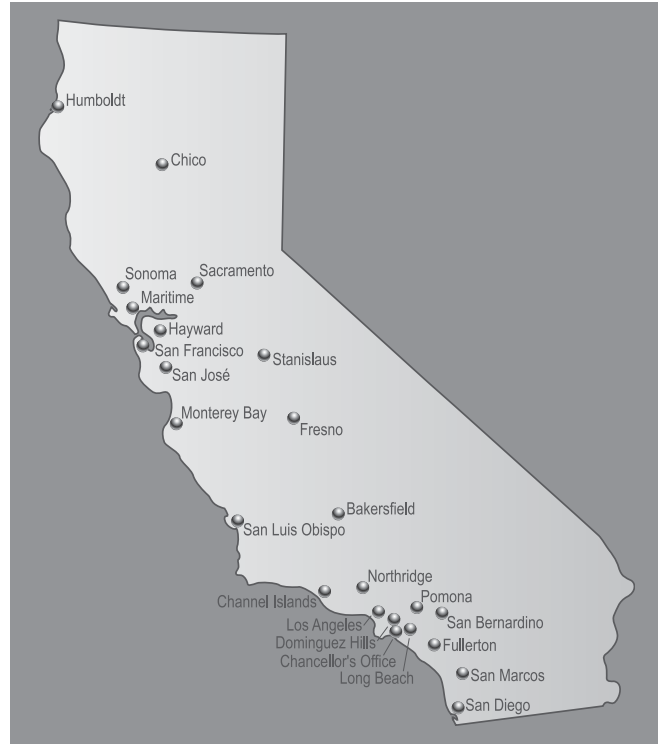 Humboldt
Chico
Sonoma
Sacramento
Maritime
Hayward
San Francisco
Stanislaus
San José
Monterey Bay
Fresno
Bakersfield
San Luis Obispo
Northridge
Channel Islands
Pomona
San Bernardino
Los Angeles
Dominguez Hills
Fullerton
Chancellor's Office
Long Beach
San Marcos
San Diego